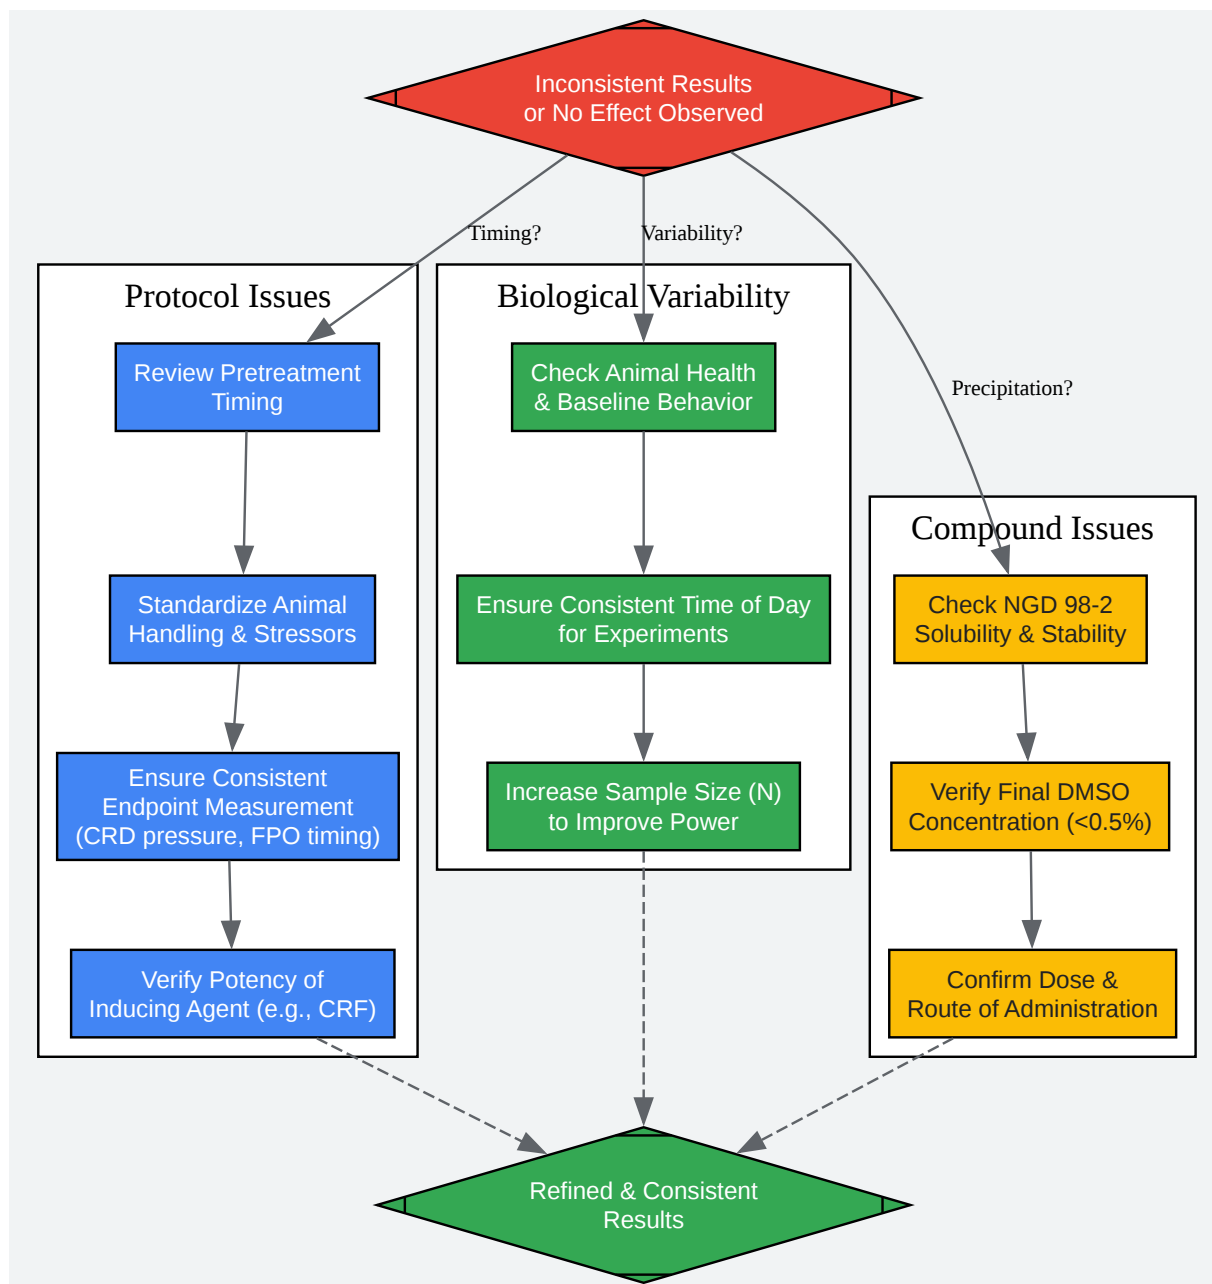 Inconsistent Results
or No Effect Observed
Timing?
Variability?
Precipitation?
Protocol Issues
Review Pretreatment
Timing
Standardize Animal
Handling & Stressors
Ensure Consistent
Endpoint Measurement
(CRD pressure, FPO timing)
Verify Potency of
Inducing Agent (e.g., CRF)
Biological Variability
Check Animal Health
& Baseline Behavior
Ensure Consistent Time of Day
for Experiments
Increase Sample Size (N)
to Improve Power
Compound Issues
Check NGD 98-2
Solubility & Stability
Verify Final DMSO
Concentration (<0.5%)
Confirm Dose &
Route of Administration
Refined & Consistent
Results